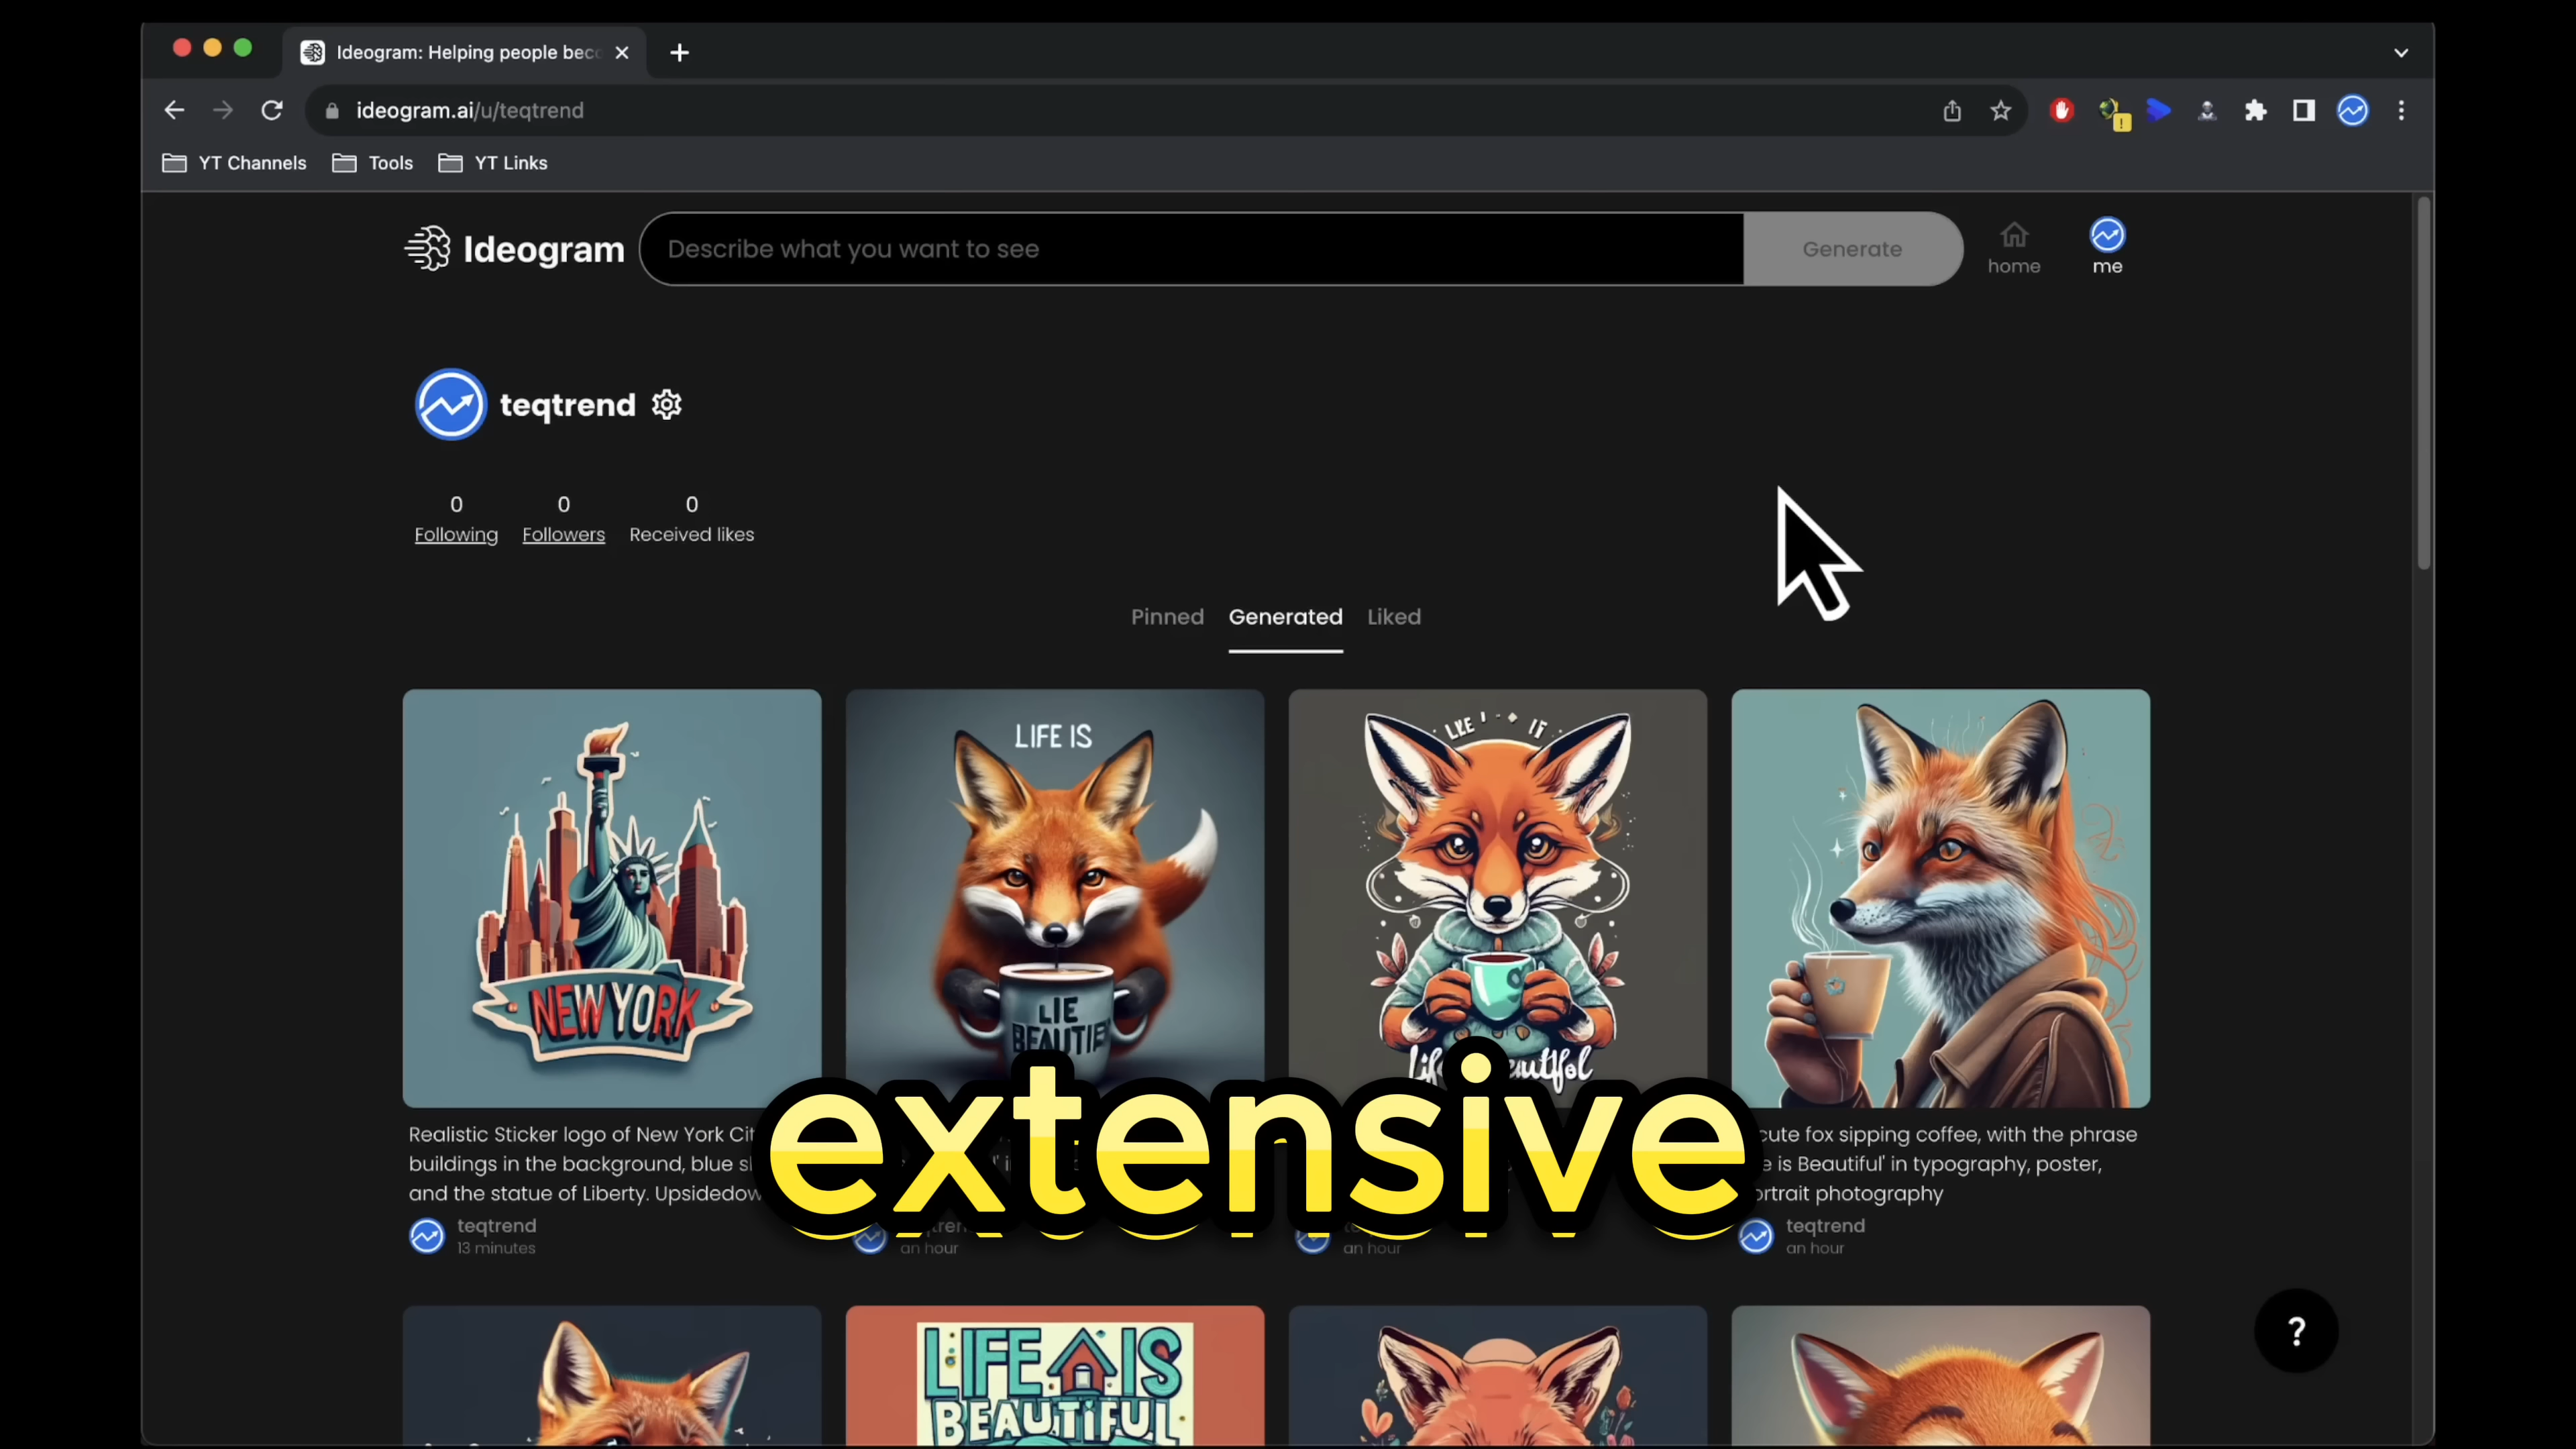 Ideogram: Helping people beco
ideogram.ai/u/teqtrend
YT Channels
Tools
YT Links
Ideogram
Describe what you want to see
Generate
home
me
teqtrend
0
Following
0
Followers
0
Received likes
Pinned
Generated
Liked
NEW YORK
LIFE IS
LIE
BEAUTIF
extensive
Realistic Sticker logo of New York Cit
buildings in the background, blue s
and the statue of Liberty. Upsidedow
teqtrend
13 minutes
an hour
an hour
cute fox sipping coffee, with the phrase
e is Beautiful' in typography, poster,
ortrait photography
teqtrend
an hour
LIFE IS
BEAUTIFUL
?